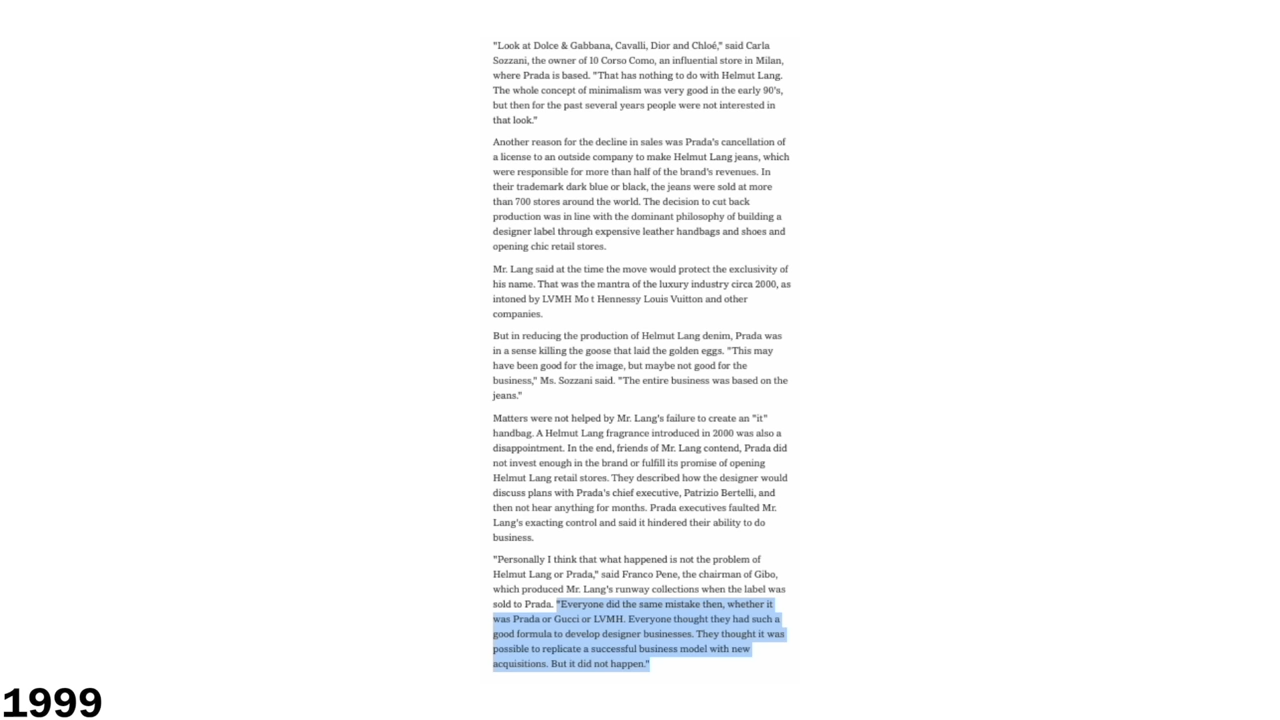 "Look at Dolce & Gabbana, Cavalli, Dior and Chloé," said Carla
Sozzani, the owner of 10 Corso Como, an influential store in Milan,
where Prada is based. "That has nothing to do with Helmut Lang.
The whole concept of minimalism was very good in the early 90's,
but then for the past several years people were not interested in
that look."
Another reason for the decline in sales was Prada's cancellation of
a license to an outside company to make Helmut Lang jeans, which
were responsible for more than half of the brand's revenues. In
their trademark dark blue or black, the jeans were sold at more
than 700 stores around the world. The decision to cut back
production was in line with the dominant philosophy of building a
designer label through expensive leather handbags and shoes and
opening chic retail stores.
Mr. Lang said at the time the move would protect the exclusivity of
his name. That was the mantra of the luxury industry circa 2000, as
intoned by LVMH Mo t Hennessy Louis Vuitton and other
companies.
But in reducing the production of Helmut Lang denim, Prada was
in a sense killing the goose that laid the golden eggs. "This may
have been good for the image, but maybe not good for the
business," Ms. Sozzani said. "The entire business was based on the
jeans."
Matters were not helped by Mr. Lang's failure to create an "it"
handbag. A Helmut Lang fragrance introduced in 2000 was also a
disappointment. In the end, friends of Mr. Lang contend, Prada did
not invest enough in the brand or fulfill its promise of opening
Helmut Lang retail stores. They described how the designer would
discuss plans with Prada's chief executive, Patrizio Bertelli, and
then not hear anything for months. Prada executives faulted Mr.
Lang's exacting control and said it hindered their ability to do
business.
"Personally I think that what happened is not the problem of
Helmut Lang or Prada," said Franco Pene, the chairman of Gibo,
which produced Mr. Lang's runway collections when the label was
sold to Prada. "Everyone did the same mistake then, whether it
was Prada or Gucci or LVMH. Everyone thought they had such a
good formula to develop designer businesses. They thought it was
possible to replicate a successful business model with new
acquisitions. But it did not happen."
1999